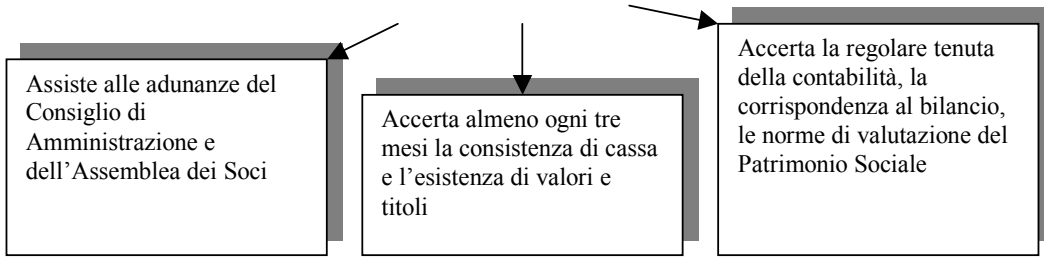 Assiste alle adunanze del
Consiglio di
Amministrazione e
dell’Assemblea dei Soci
Accerta almeno ogni tre
mesi la consistenza di cassa
e l’esistenza di valori e
titoli
Accerta la regolare tenuta
della contabilità, la
corrispondenza al bilancio,
le norme di valutazione del
Patrimonio Sociale